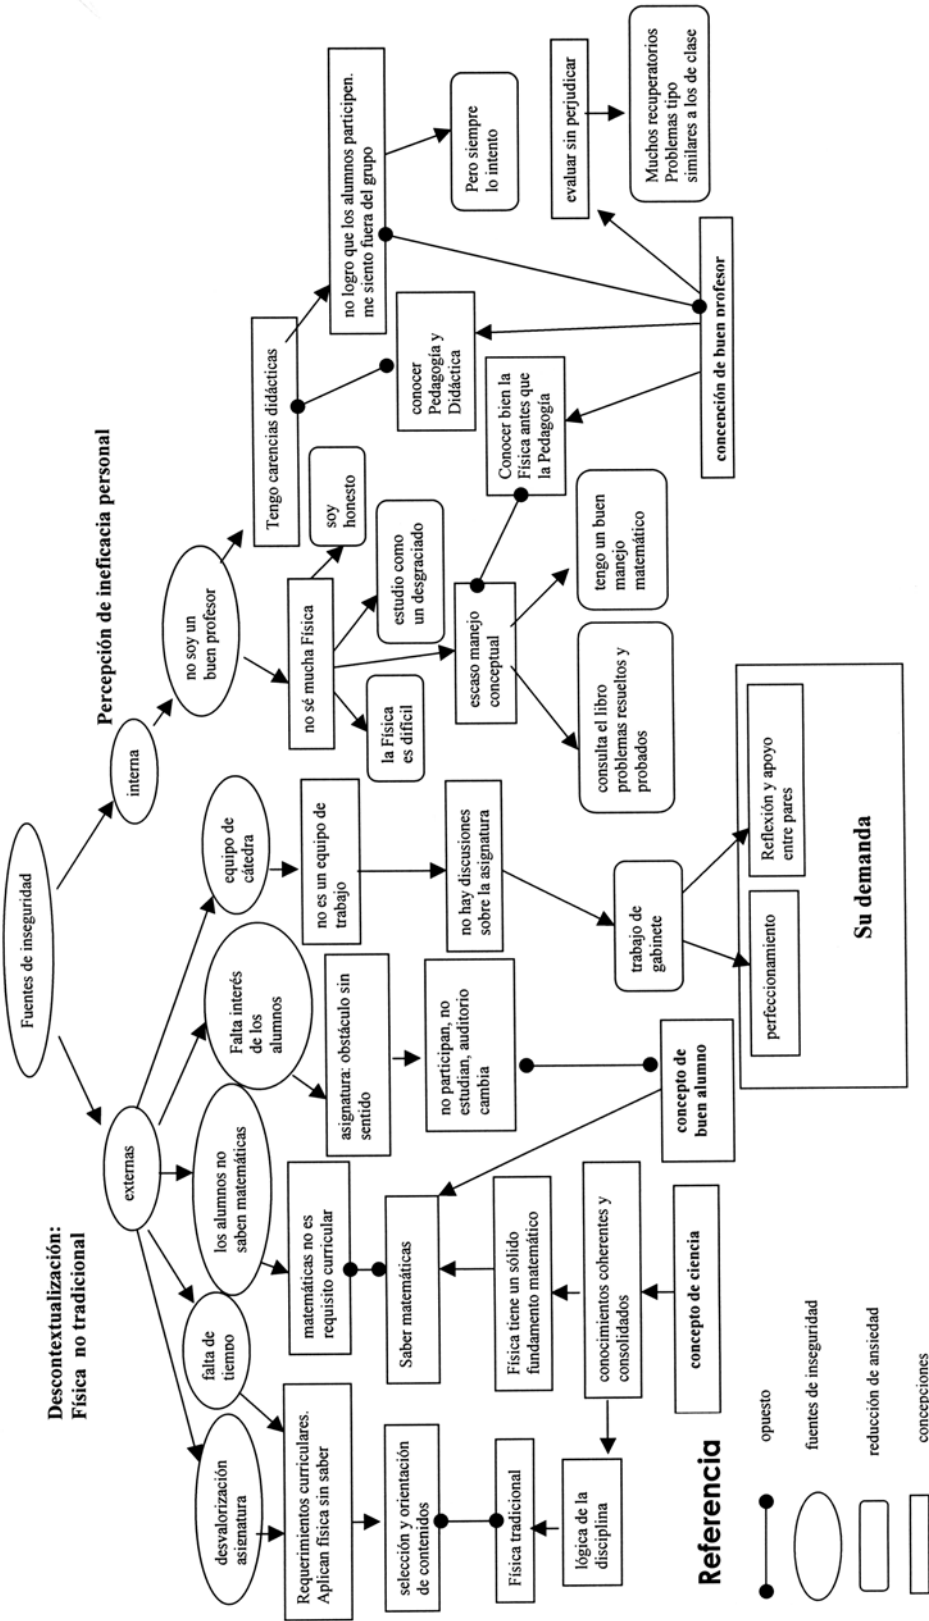 Fuentes de inseguridad
Descontextualización:
Física no tradicional
externas
interna
Percepción de ineficacia personal
desvalorización
asignatura
falta de
tiempo
los alumnos no
saben matemáticas
Falta interés
de los
alumnos
equipo de
cátedra
no soy un
buen profesor
Requerimientos curriculares.
Aplican física sin saber
matemáticas no es
requisito curricular
asignatura: obstáculo sin
sentido
no es un equipo de
trabajo
no sé mucha Física
Tengo carencias didácticas
soy
honesto
no logro que los alumnos participen.
me siento fuera del grupo
selección y orientación
de contenidos
Saber matemáticas
no participan, no
estudian, auditorio
cambia
no hay discusiones
sobre la asignatura
la Física
es difícil
estudio como
un desgraciado
conocer
Pedagogía y
Didáctica
Pero siempre
lo intento
Física tradicional
Física tiene un sólido
fundamento matemático
escaso manejo
conceptual
Conocer bien la
Física antes que
la Pedagogía
evaluar sin perjudicar
lógica de la
disciplina
conocimientos coherentes y
consolidados
trabajo de
gabinete
consulta el libro
problemas resueltos y
probados
tengo un buen
manejo
matemático
Muchos recuperatorios
Problemas tipo
similares a los de clase
concepto de ciencia
concepto de
buen alumno
concención de buen profesor
perfeccionamiento
Reflexión y apoyo
entre pares
Su demanda
Referencia
opuesto
fuentes de inseguridad
reducción de ansiedad
concepciones